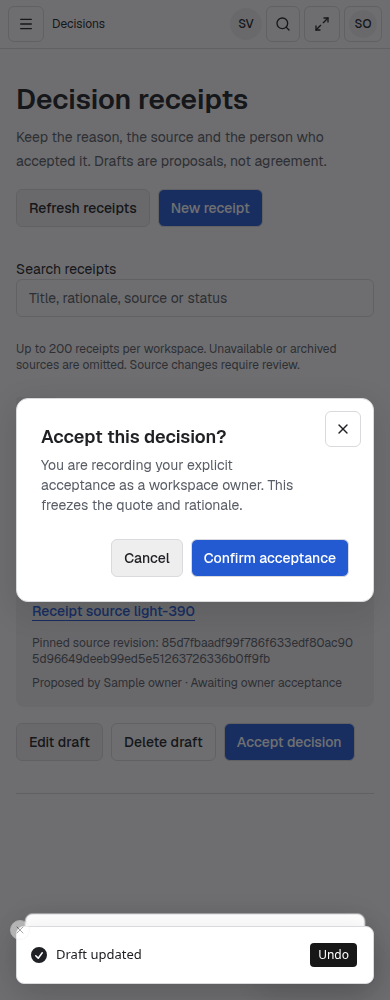 Decisions
SV
SO
Decision receipts
Keep the reason, the source and the person who
accepted it. Drafts are proposals, not agreement.
Refresh receipts
New receipt
Search receipts
Title, rationale, source or status
Up to 200 receipts per workspace. Unavailable or archived
sources are omitted. Source changes require review.
Accept this decision?
You are recording your explicit
acceptance as a workspace owner. This
freezes the quote and rationale.
Cancel
Confirm acceptance
Receipt source light-390
Pinned source revision: 85d7fbaadf99f786f633edf80ac90
5d96649deeb99ed5e51263726336b0ff9fb
Proposed by Sample owner · Awaiting owner acceptance
Edit draft
Delete draft
Accept decision
Draft updated
Undo